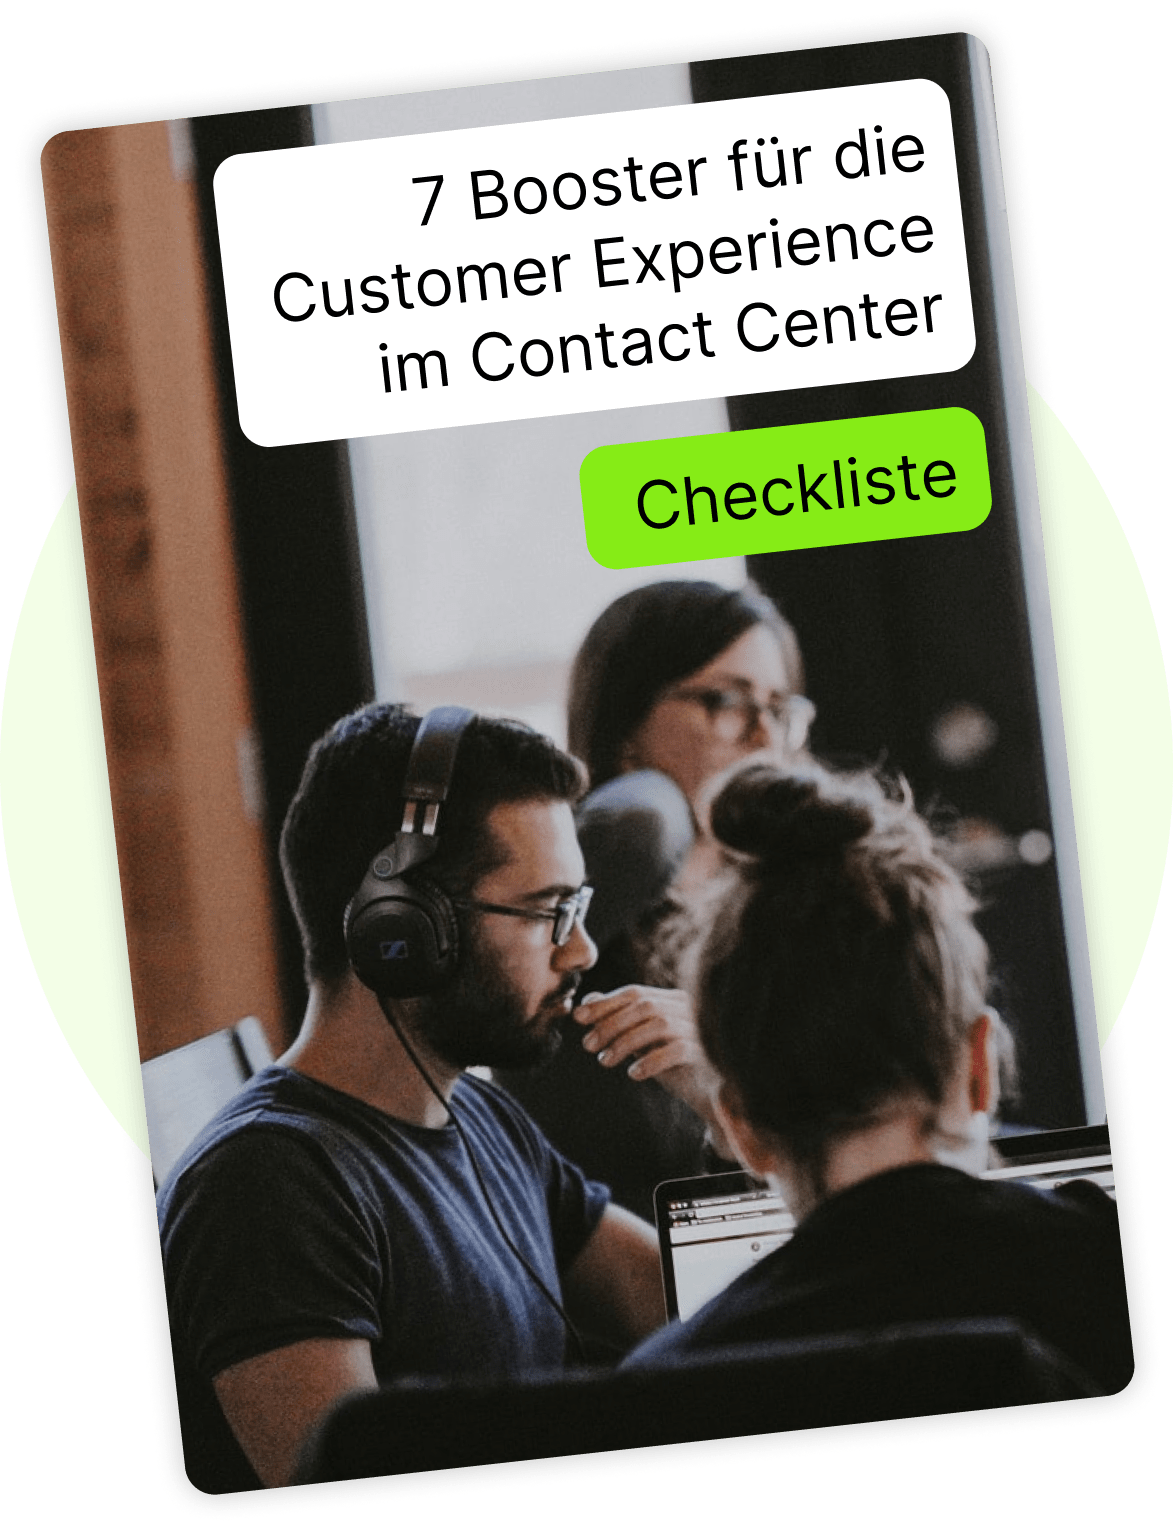 7 Booster für die
Customer Experience
im Contact Center
Checkliste